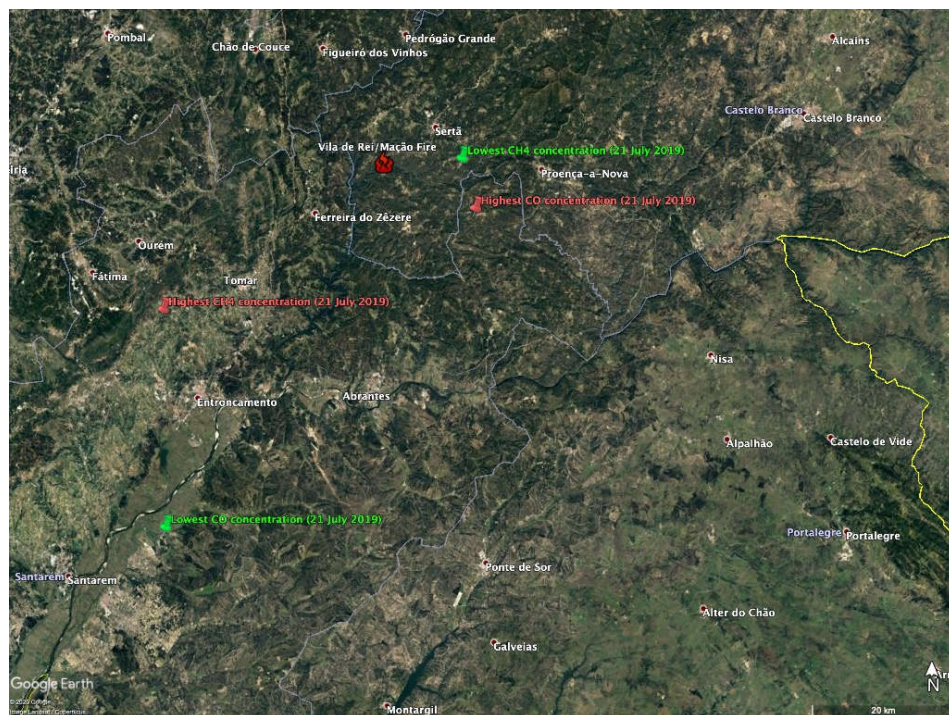 Pombal
Chão de Couce
Figueiró dos Vinhos
Pedrógão Grande
Alcains
Castelo Branco
Castelo Branco
Sertã
Vila de Rei/Mação Fire
Lowest CH4 concentration (21 July 2019)
Proença-a-Nova
Highest CO concentration (21 July 2019)
Ferreira do Zêzere
Ourém
Fátima
Tomar
Highest CH4 concentration (21 July 2019)
Nisa
Entroncamento
Abrantes
Alpalhão
Castelo de Vide
Lowest CO concentration (21 July 2019)
Portalegre
Portalegre
Santarem
Santarem
Ponte de Sor
Alter do Chão
Galveias
Google Earth
N
Montargil
20 km